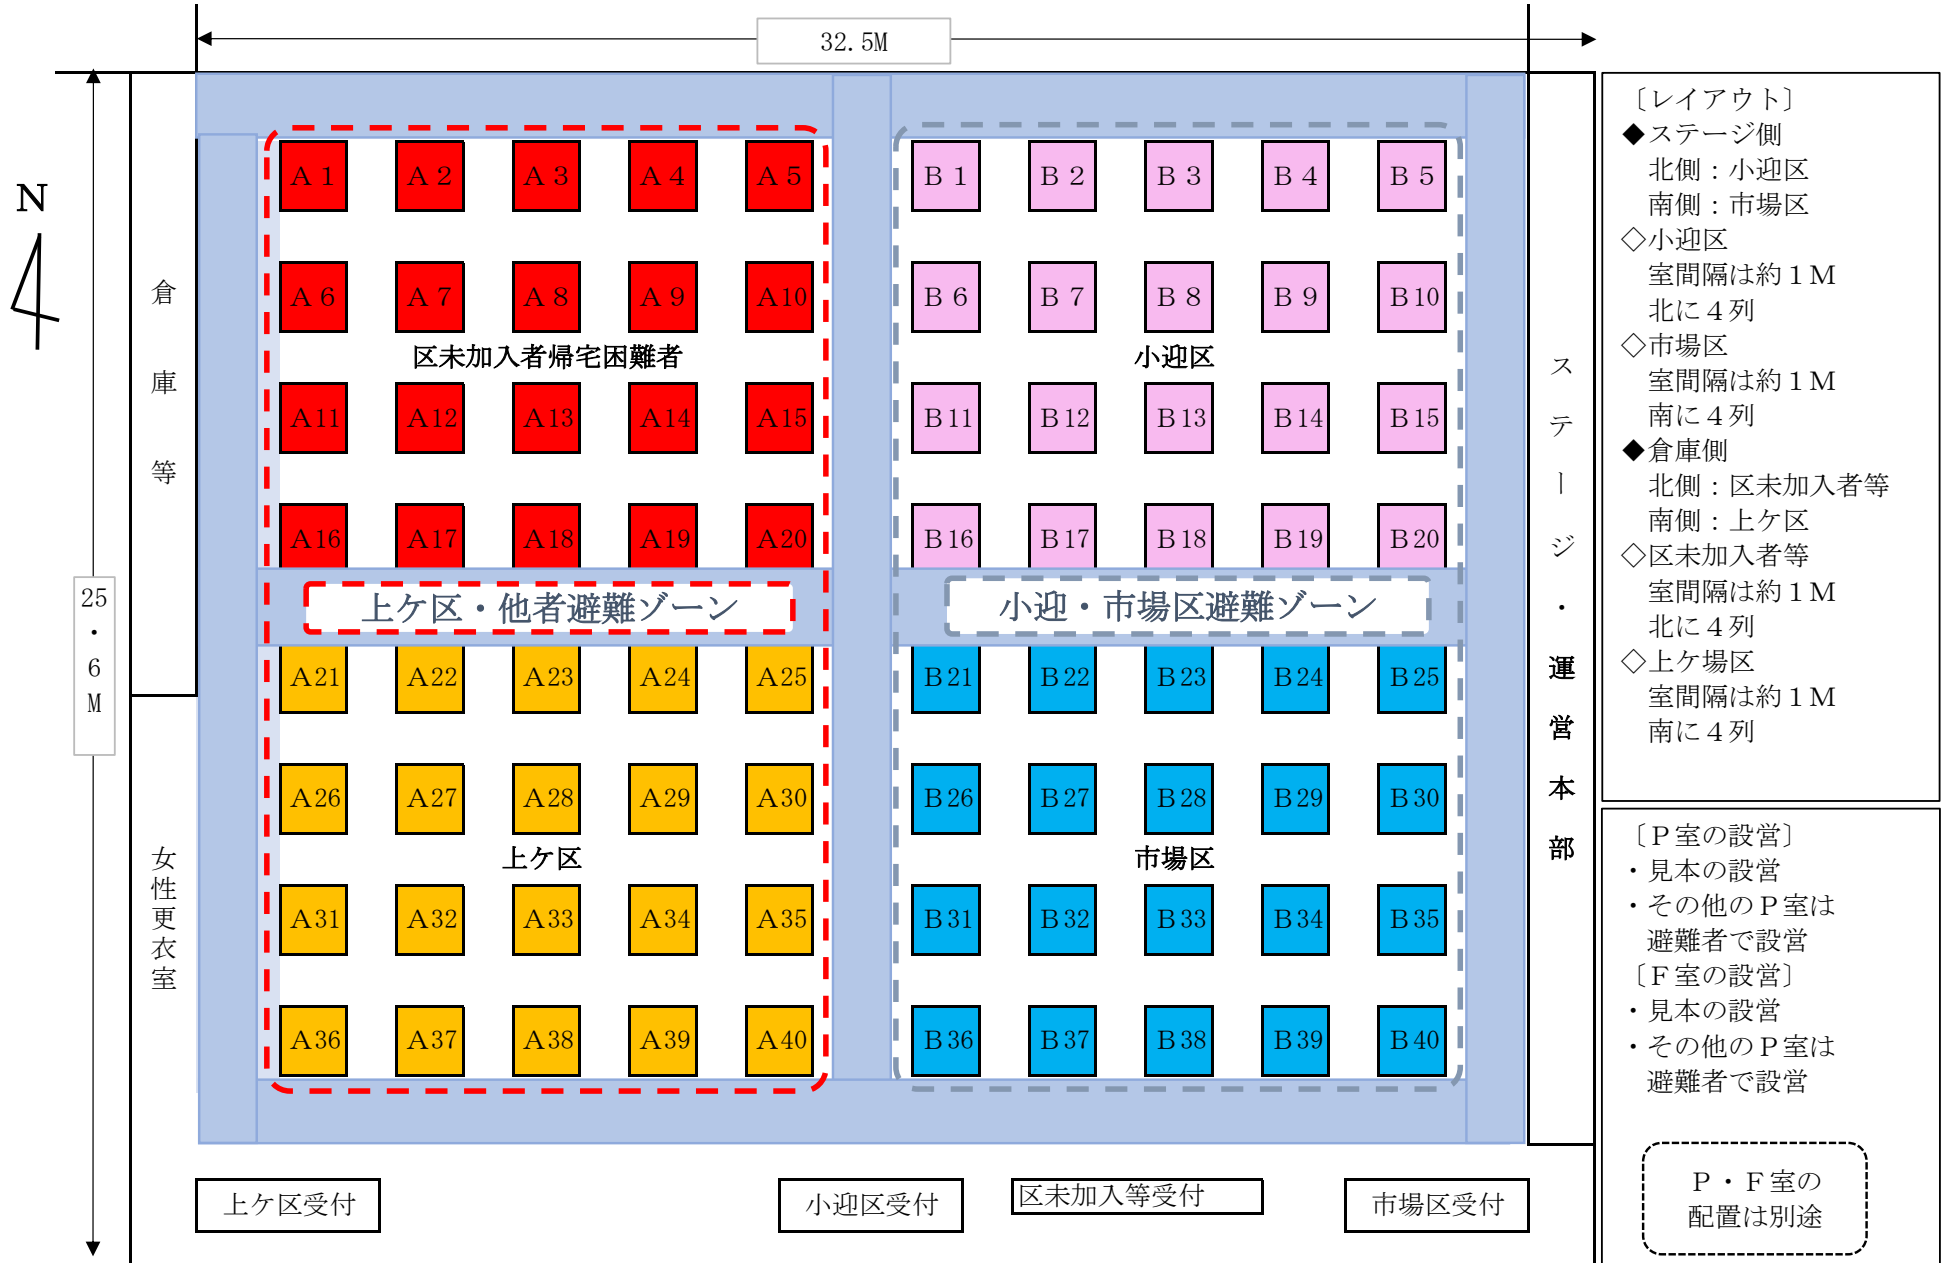 32.5M
N
25・6M
倉庫等
女性更衣室
A1 A2 A3 A4 A5
A6 A7 A8 A9 A10
区未加入者帰宅困難者
A11 A12 A13 A14 A15
A16 A17 A18 A19 A20
上ケ区・他者避難ゾーン
A21 A22 A23 A24 A25
A26 A27 A28 A29 A30
上ケ区
A31 A32 A33 A34 A35
A36 A37 A38 A39 A40
B1 B2 B3 B4 B5
B6 B7 B8 B9 B10
小迎区
B11 B12 B13 B14 B15
B16 B17 B18 B19 B20
小迎・市場区避難ゾーン
B21 B22 B23 B24 B25
B26 B27 B28 B29 B30
市場区
B31 B32 B33 B34 B35
B36 B37 B38 B39 B40
ステージ・運営本部
上ケ区受付
小迎区受付
区未加入等受付
市場区受付
〔レイアウト〕
◆ステージ側
北側：小迎区
南側：市場区
◇小迎区
室間隔は約１Ｍ
北に４列
◇市場区
室間隔は約１Ｍ
南に４列
◆倉庫側
北側：区未加入者等
南側：上ケ区
◇区未加入者等
室間隔は約１Ｍ
北に４列
◇上ケ場区
室間隔は約１Ｍ
南に４列
〔Ｐ室の設営〕
・見本の設営
・その他のＰ室は
避難者で設営
〔Ｆ室の設営〕
・見本の設営
・その他のＰ室は
避難者で設営
Ｐ・Ｆ室の
配置は別途